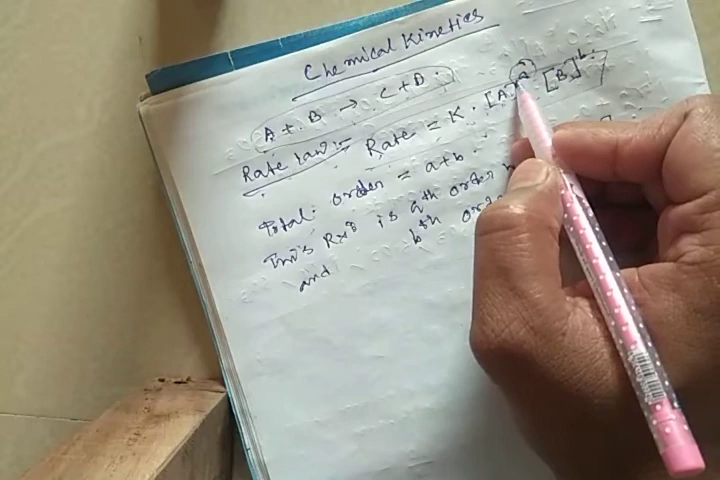 Chemical Kinetics
A + B → C + D.
Rate law:- Rate = K · [A]ᵃ [B]ᵇ.
Total order = a+b.
This Rxⁿ is aᵗʰ order
and bᵗʰ order